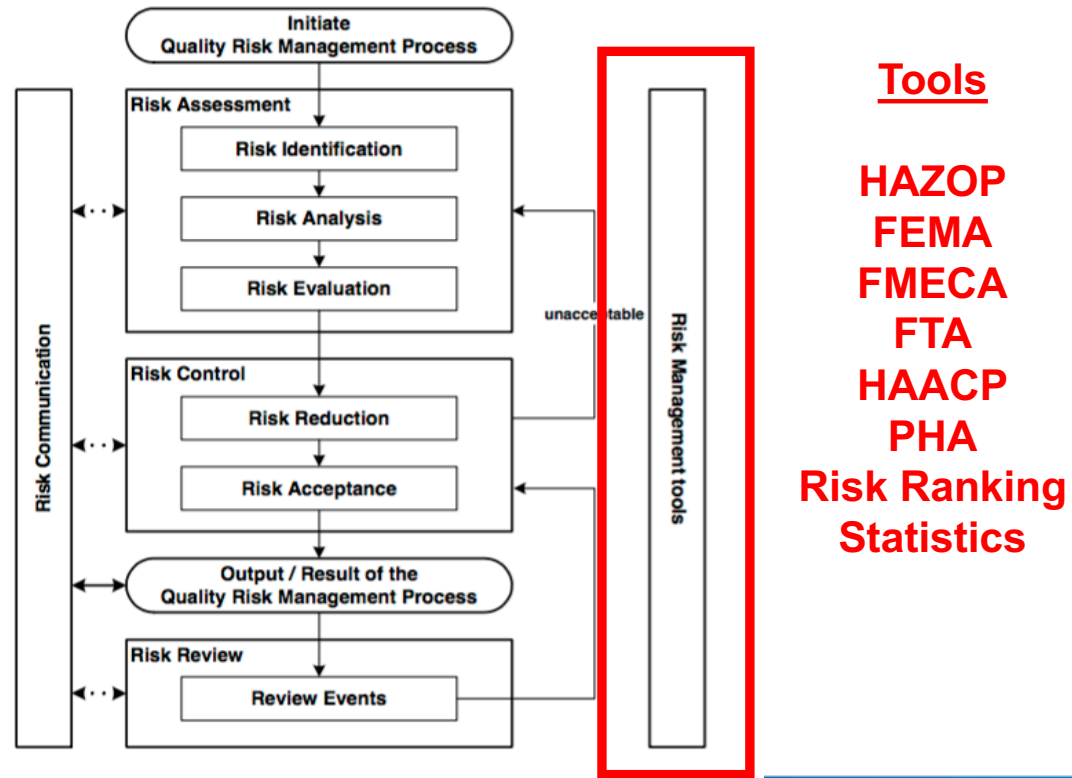 Initiate
Quality Risk Management Process
Risk Communication
Risk Assessment
Risk Identification
Risk Analysis
Risk Evaluation
unacceptable
Risk Control
Risk Reduction
Risk Acceptance
Output / Result of the
Quality Risk Management Process
Risk Review
Review Events
Risk Management tools
Tools
HAZOP
FEMA
FMECA
FTA
HAACP
PHA
Risk Ranking
Statistics